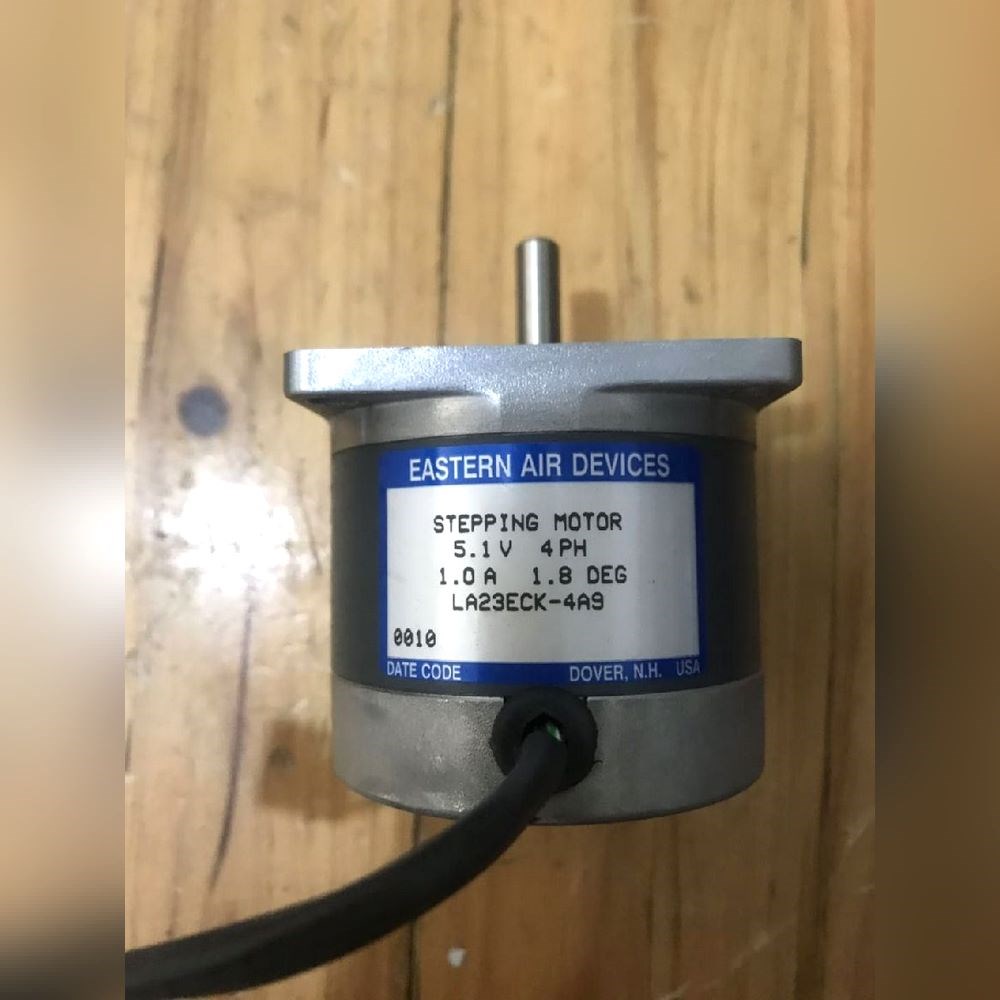 EASTERN AIR DEVICES
STEPPING MOTOR
5.1V 4PH
1.0A 1.8 DEG
LA23ECK-4A9
0010
DATE CODE DOVER, N.H. USA